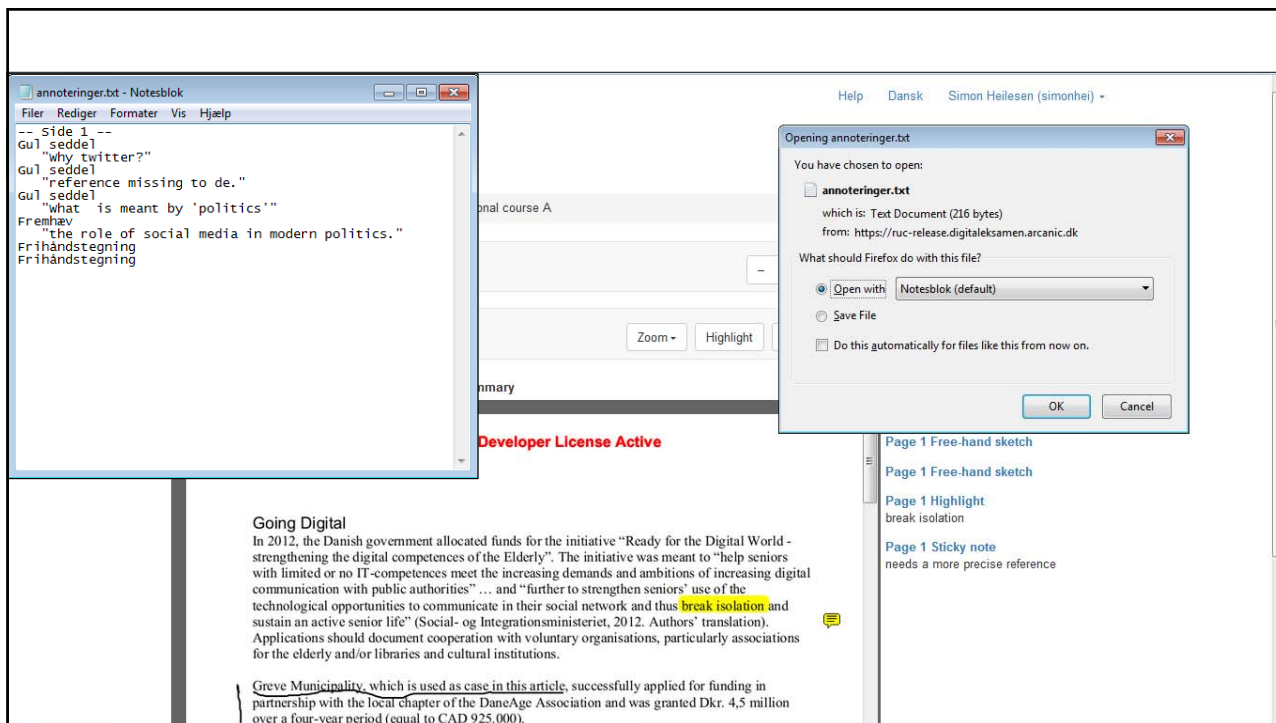 annoteringer.txt - Notesblok
Filer Rediger Formater Vis Hjælp
-- Side 1 --
Gul seddel
"why twitter?"
Gul seddel
"reference missing to de."
Gul seddel
"what is meant by 'politics'"
Fremhæv
"the role of social media in modern politics."
Frihåndstegning
Frihåndstegning
Help Dansk Simon Heilesen (simonhei)
Opening annoteringer.txt
You have chosen to open:
annoteringer.txt
which is: Text Document (216 bytes)
from: https://ruc-release.digitaleksamen.arcanic.dk
What should Firefox do with this file?
Open with Notesblok (default)
Save File
Do this automatically for files like this from now on.
OK Cancel
onal course A
–
Zoom Highlight
mmary
Developer License Active
Going Digital
In 2012, the Danish government allocated funds for the initiative “Ready for the Digital World -
strengthening the digital competences of the Elderly”. The initiative was meant to “help seniors
with limited or no IT-competences meet the increasing demands and ambitions of increasing digital
communication with public authorities” … and “further to strengthen seniors’ use of the
technological opportunities to communicate in their social network and thus break isolation and
sustain an active senior life” (Social- og Integrationsministeriet, 2012. Authors’ translation).
Applications should document cooperation with voluntary organisations, particularly associations
for the elderly and/or libraries and cultural institutions.
Greve Municipality, which is used as case in this article, successfully applied for funding in
partnership with the local chapter of the DaneAge Association and was granted Dkr. 4,5 million
over a four-year period (equal to CAD 925.000).
Page 1 Free-hand sketch
Page 1 Free-hand sketch
Page 1 Highlight
break isolation
Page 1 Sticky note
needs a more precise reference